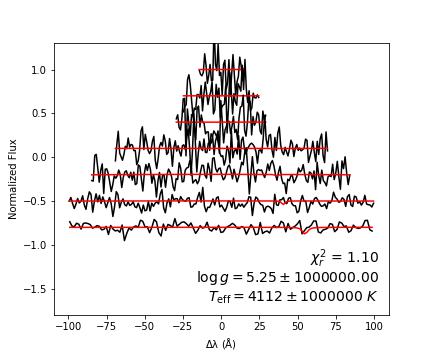 Normalized Flux
1.0
0.5
0.0
−0.5
−1.0
−1.5
χ²ᵣ = 1.10
log g = 5.25 ± 1000000.00
T_eff = 4112 ± 1000000 K
−100 −75 −50 −25 0 25 50 75 100
Δλ (Å)